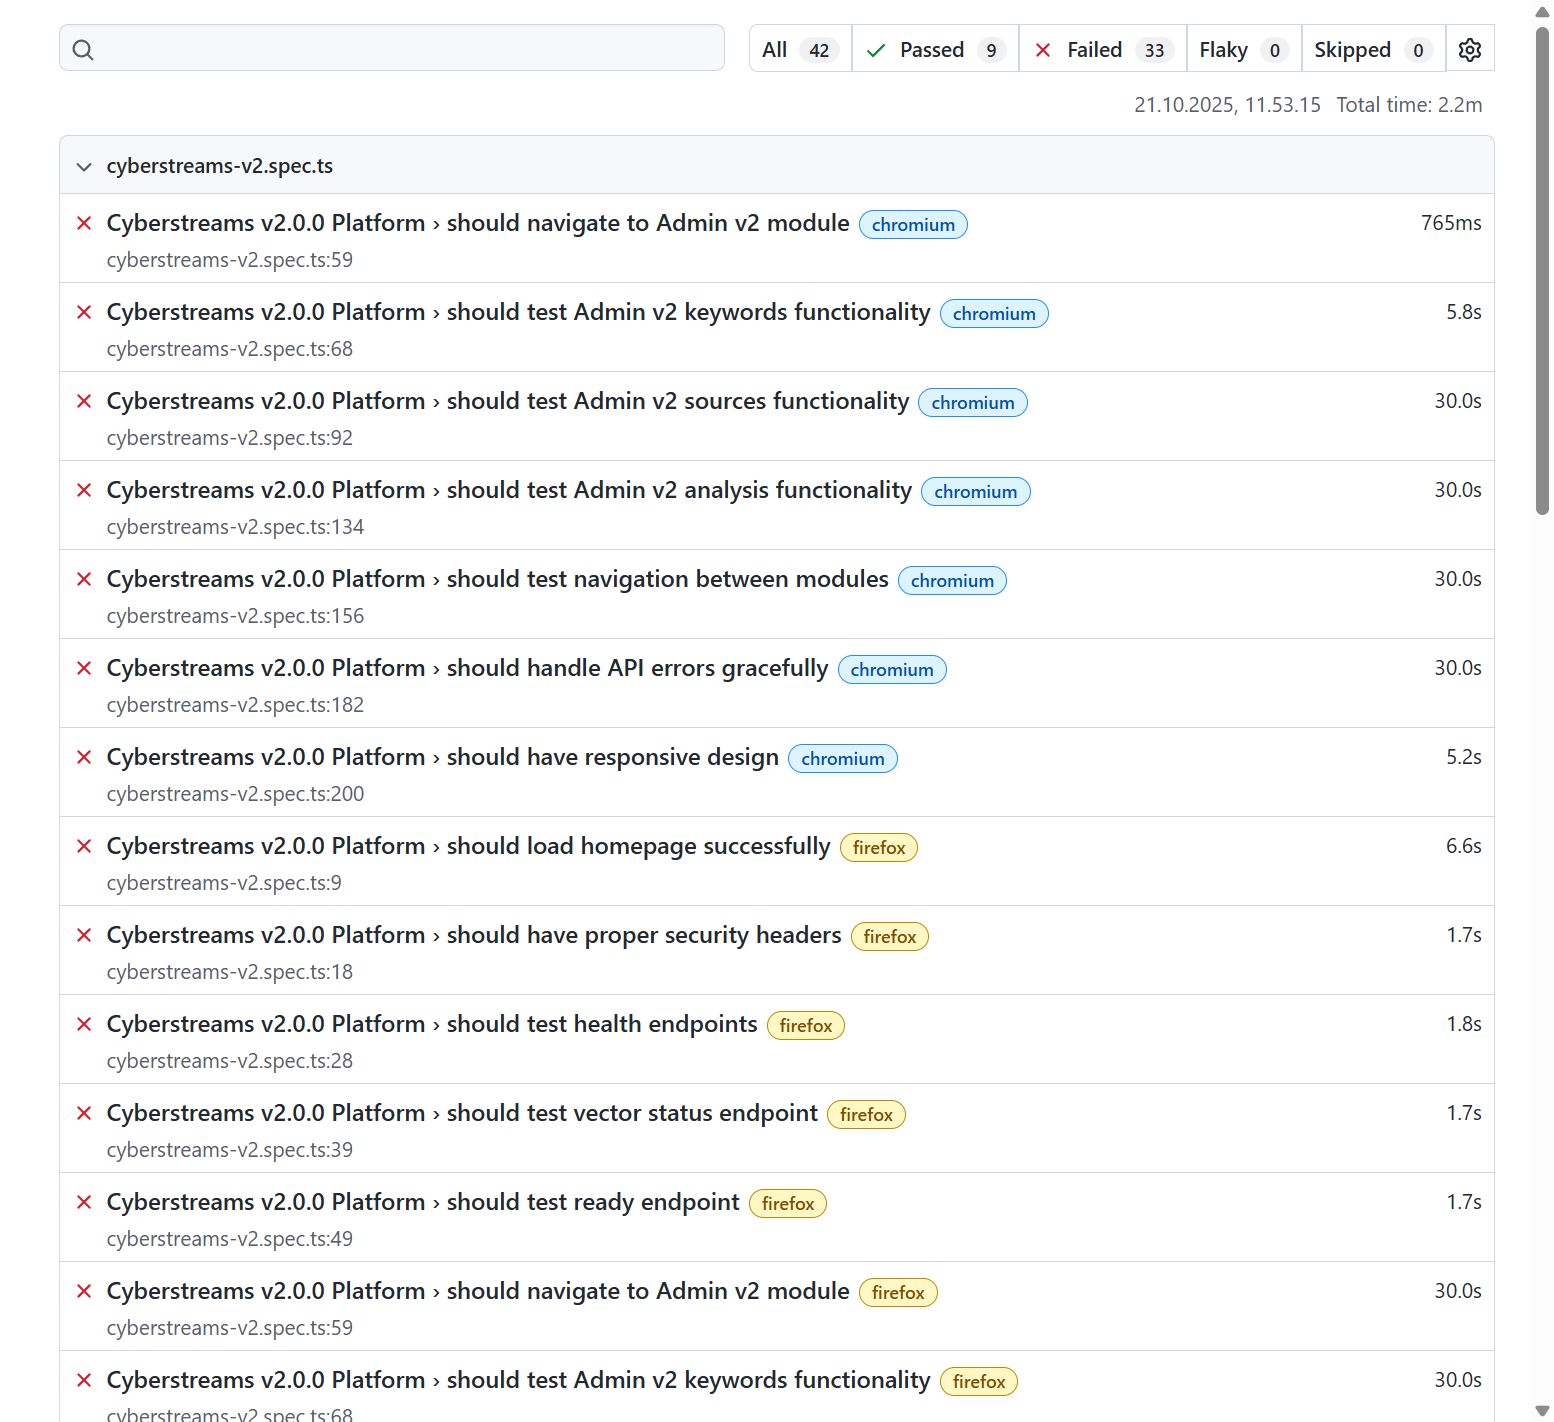 All 42 Passed 9 Failed 33 Flaky 0 Skipped 0
21.10.2025, 11.53.15 Total time: 2.2m
cyberstreams-v2.spec.ts
Cyberstreams v2.0.0 Platform › should navigate to Admin v2 module chromium 765ms
cyberstreams-v2.spec.ts:59
Cyberstreams v2.0.0 Platform › should test Admin v2 keywords functionality chromium 5.8s
cyberstreams-v2.spec.ts:68
Cyberstreams v2.0.0 Platform › should test Admin v2 sources functionality chromium 30.0s
cyberstreams-v2.spec.ts:92
Cyberstreams v2.0.0 Platform › should test Admin v2 analysis functionality chromium 30.0s
cyberstreams-v2.spec.ts:134
Cyberstreams v2.0.0 Platform › should test navigation between modules chromium 30.0s
cyberstreams-v2.spec.ts:156
Cyberstreams v2.0.0 Platform › should handle API errors gracefully chromium 30.0s
cyberstreams-v2.spec.ts:182
Cyberstreams v2.0.0 Platform › should have responsive design chromium 5.2s
cyberstreams-v2.spec.ts:200
Cyberstreams v2.0.0 Platform › should load homepage successfully firefox 6.6s
cyberstreams-v2.spec.ts:9
Cyberstreams v2.0.0 Platform › should have proper security headers firefox 1.7s
cyberstreams-v2.spec.ts:18
Cyberstreams v2.0.0 Platform › should test health endpoints firefox 1.8s
cyberstreams-v2.spec.ts:28
Cyberstreams v2.0.0 Platform › should test vector status endpoint firefox 1.7s
cyberstreams-v2.spec.ts:39
Cyberstreams v2.0.0 Platform › should test ready endpoint firefox 1.7s
cyberstreams-v2.spec.ts:49
Cyberstreams v2.0.0 Platform › should navigate to Admin v2 module firefox 30.0s
cyberstreams-v2.spec.ts:59
Cyberstreams v2.0.0 Platform › should test Admin v2 keywords functionality firefox 30.0s
cyberstreams-v2.spec.ts:68